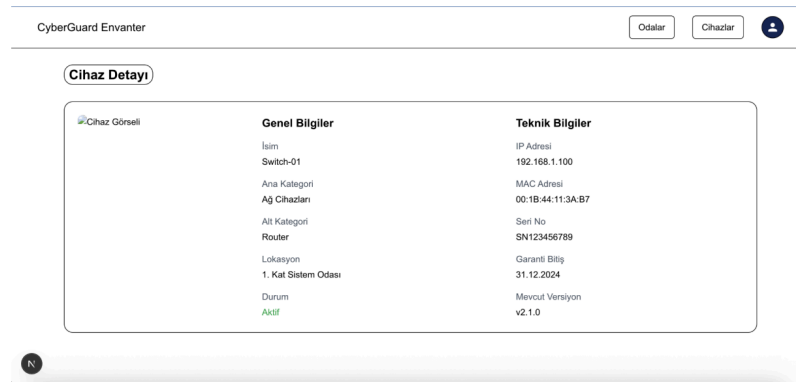 CyberGuard Envanter
Odalar
Cihazlar
Cihaz Detayı
Cihaz Görseli
Genel Bilgiler
İsim
Switch-01
Ana Kategori
Ağ Cihazları
Alt Kategori
Router
Lokasyon
1. Kat Sistem Odası
Durum
Aktif
Teknik Bilgiler
IP Adresi
192.168.1.100
MAC Adresi
00:1B:44:11:3A:B7
Seri No
SN123456789
Garanti Bitiş
31.12.2024
Mevcut Versiyon
v2.1.0
N